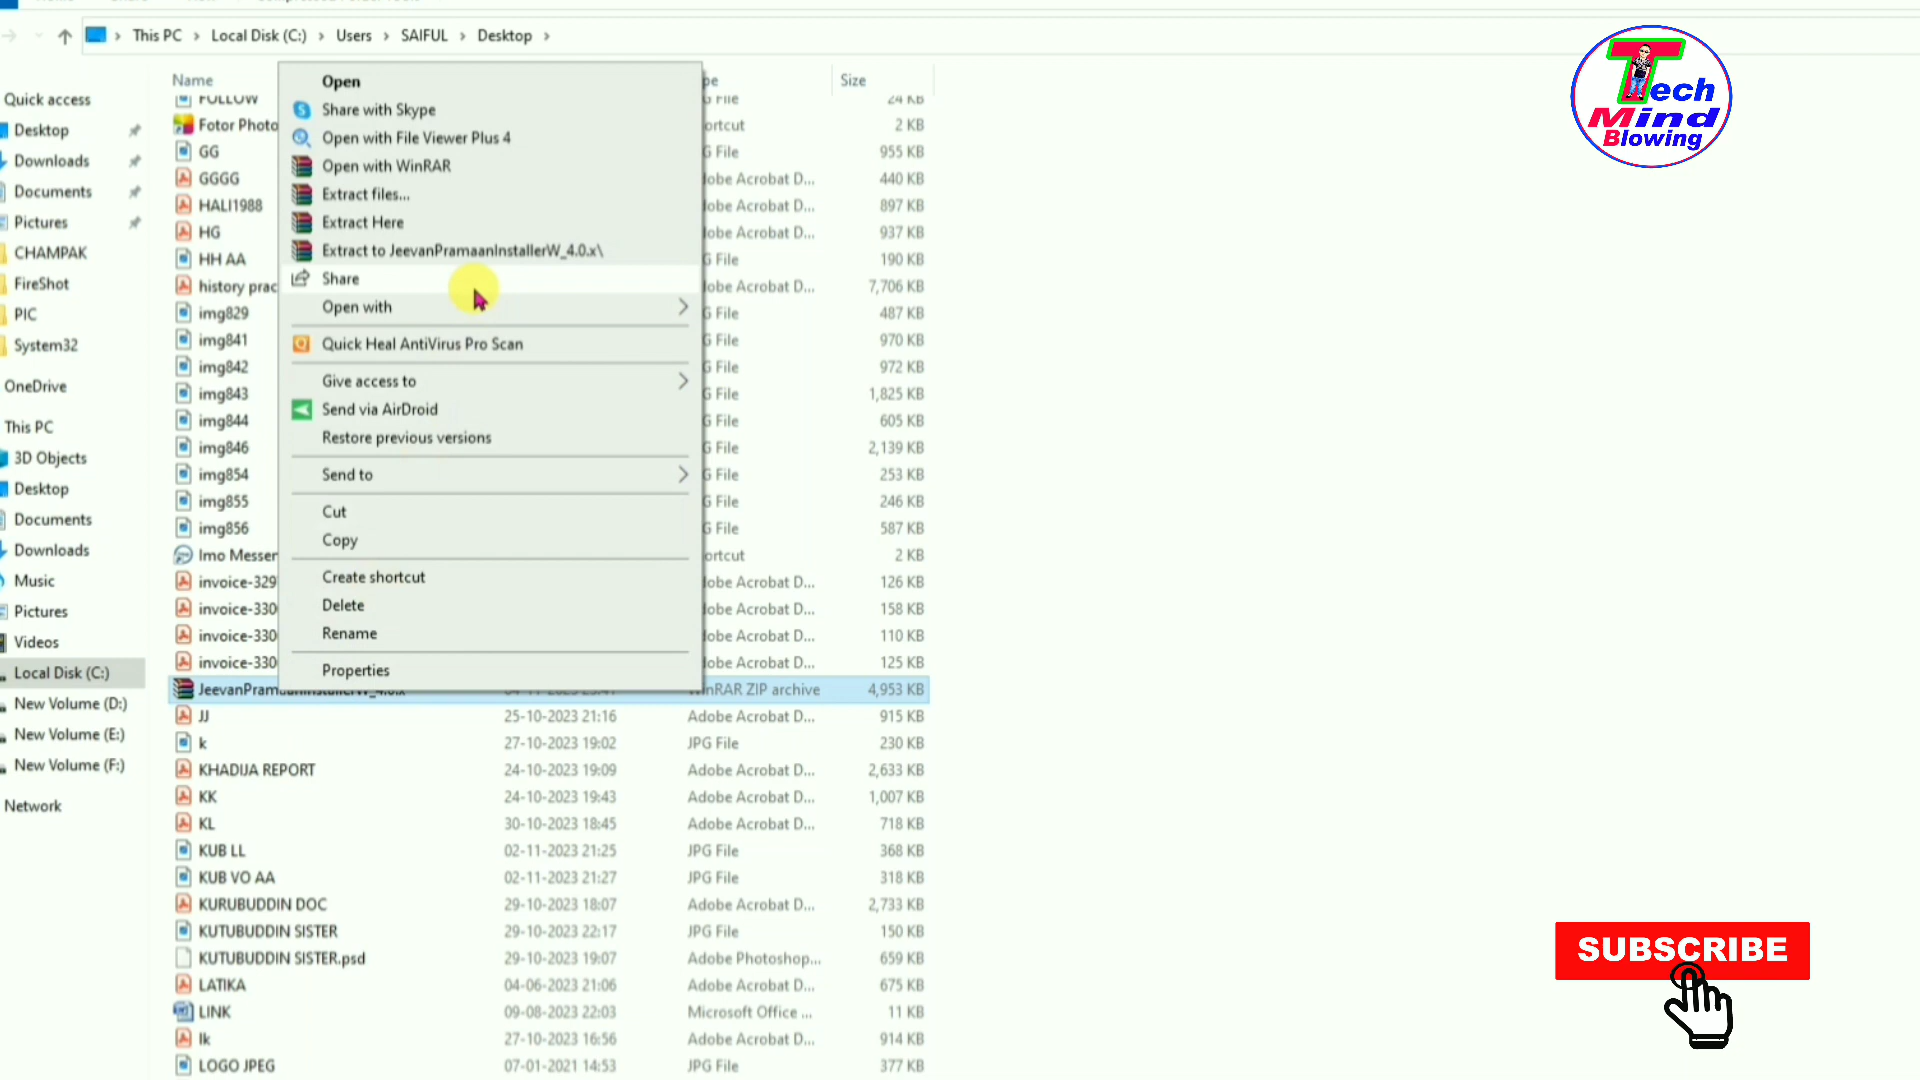 This PC > Local Disk (C:) > Users > SAIFUL > Desktop >
Name
Size
Quick access
Desktop
Downloads
Documents
Pictures
CHAMPAK
FireShot
PIC
System32
OneDrive
This PC
3D Objects
Desktop
Documents
Downloads
Music
Pictures
Videos
Local Disk (C:)
New Volume (D:)
New Volume (E:)
New Volume (F:)
Network
Open
Share with Skype
Open with File Viewer Plus 4
Open with WinRAR
Extract files...
Extract Here
Extract to JeevanPramaanInstallerW_4.0.x\
Share
Open with
Quick Heal AntiVirus Pro Scan
Give access to
Send via AirDroid
Restore previous versions
Send to
Cut
Copy
Create shortcut
Delete
Rename
Properties
FOLLOW G File 24 KB
Fotor Photo ortcut 2 KB
GG G File 955 KB
GGGG dobe Acrobat D... 440 KB
HALI1988 dobe Acrobat D... 897 KB
HG dobe Acrobat D... 937 KB
HH AA G File 190 KB
history prac dobe Acrobat D... 7,706 KB
img829 G File 487 KB
img841 G File 970 KB
img842 G File 972 KB
img843 G File 1,825 KB
img844 G File 605 KB
img846 G File 2,139 KB
img854 G File 253 KB
img855 G File 246 KB
img856 G File 587 KB
Imo Messen ortcut 2 KB
invoice-329 dobe Acrobat D... 126 KB
invoice-330 dobe Acrobat D... 158 KB
invoice-330 dobe Acrobat D... 110 KB
invoice-330 dobe Acrobat D... 125 KB
JeevanPramaanInstallerW_4.0.x WinRAR ZIP archive 4,953 KB
JJ 25-10-2023 21:16 Adobe Acrobat D... 915 KB
k 27-10-2023 19:02 JPG File 230 KB
KHADIJA REPORT 24-10-2023 19:09 Adobe Acrobat D... 2,633 KB
KK 24-10-2023 19:43 Adobe Acrobat D... 1,007 KB
KL 30-10-2023 18:45 Adobe Acrobat D... 718 KB
KUB LL 02-11-2023 21:25 JPG File 368 KB
KUB VO AA 02-11-2023 21:27 JPG File 318 KB
KURUBUDDIN DOC 29-10-2023 18:07 Adobe Acrobat D... 2,733 KB
KUTUBUDDIN SISTER 29-10-2023 22:17 JPG File 150 KB
KUTUBUDDIN SISTER.psd 29-10-2023 19:07 Adobe Photoshop... 659 KB
LATIKA 04-06-2023 21:06 Adobe Acrobat D... 675 KB
LINK 09-08-2023 22:03 Microsoft Office ... 11 KB
lk 27-10-2023 16:56 Adobe Acrobat D... 914 KB
LOGO JPEG 07-01-2021 14:53 JPG File 377 KB
Tech
Mind
Blowing
SUBSCRIBE